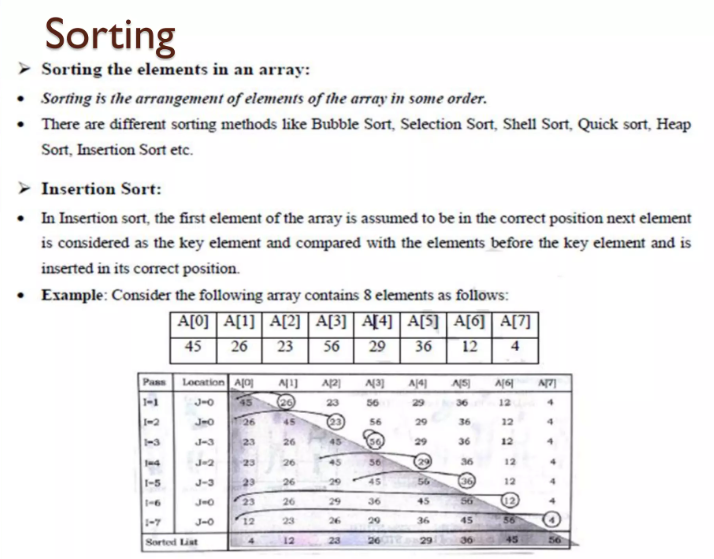 Sorting
➤ Sorting the elements in an array:
• Sorting is the arrangement of elements of the array in some order.
• There are different sorting methods like Bubble Sort, Selection Sort, Shell Sort, Quick sort, Heap
Sort, Insertion Sort etc.
➤ Insertion Sort:
• In Insertion sort, the first element of the array is assumed to be in the correct position next element
is considered as the key element and compared with the elements before the key element and is
inserted in its correct position.
• Example: Consider the following array contains 8 elements as follows:
A[0] A[1] A[2] A[3] A[4] A[5] A[6] A[7]
45 26 23 56 29 36 12 4
Pass Location A[0] A[1] A[2] A[3] A[4] A[5] A[6] A[7]
I=1 J=0 45 26 23 56 29 36 12 4
I=2 J=0 26 45 23 56 29 36 12 4
I=3 J=3 23 26 45 56 29 36 12 4
I=4 J=2 23 26 45 56 29 36 12 4
I=5 J=3 23 26 29 45 56 36 12 4
I=6 J=0 23 26 29 36 45 56 12 4
I=7 J=0 12 23 26 29 36 45 56 4
Sorted List 4 12 23 26 29 36 45 56